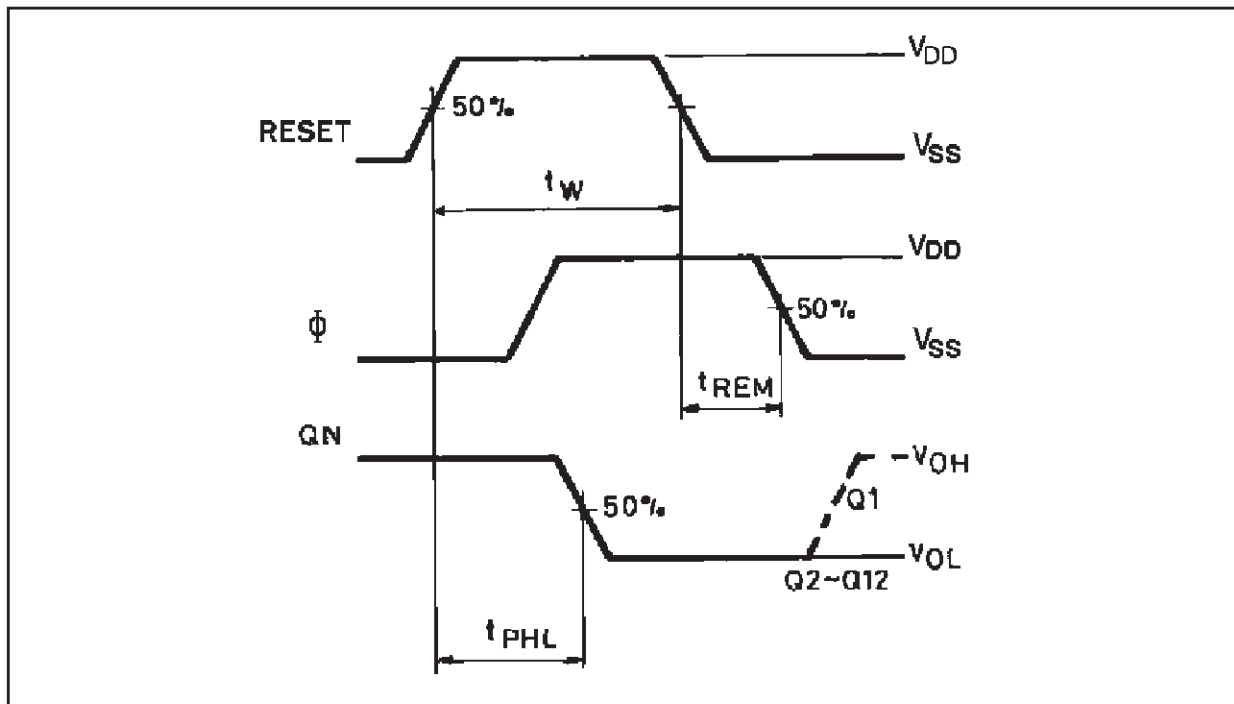 VDD
50%
RESET
VSS
tW
VDD
Φ
50%
VSS
tREM
QN
VOH
Q1
50%
VOL
Q2~Q12
tPHL